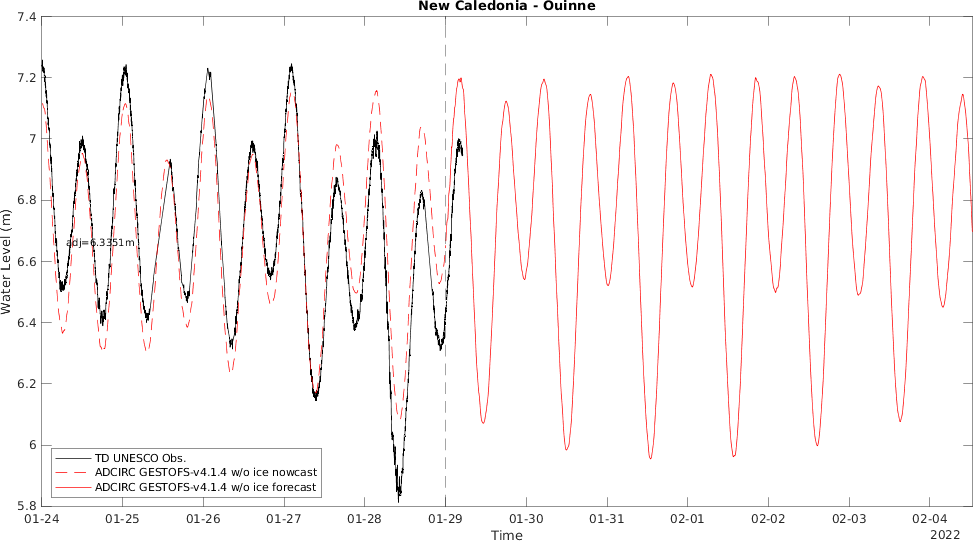 New Caledonia - Ouinne
7.4
7.2
7
6.8
6.6
6.4
6.2
6
5.8
Water Level (m)
adj=6.3351m
TD UNESCO Obs.
ADCIRC GESTOFS-v4.1.4 w/o ice nowcast
ADCIRC GESTOFS-v4.1.4 w/o ice forecast
01-24 01-25 01-26 01-27 01-28 01-29 01-30 01-31 02-01 02-02 02-03 02-04
2022
Time